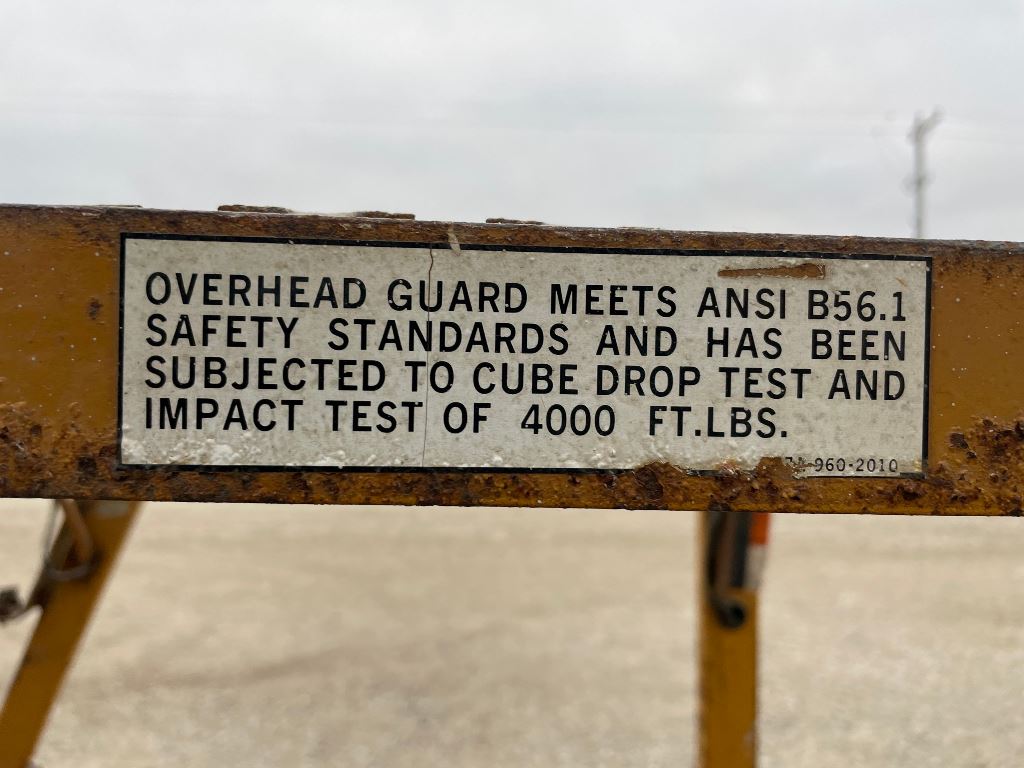 OVERHEAD GUARD MEETS ANSI B56.1
SAFETY STANDARDS AND HAS BEEN
SUBJECTED TO CUBE DROP TEST AND
IMPACT TEST OF 4000 FT.LBS.
960-2010